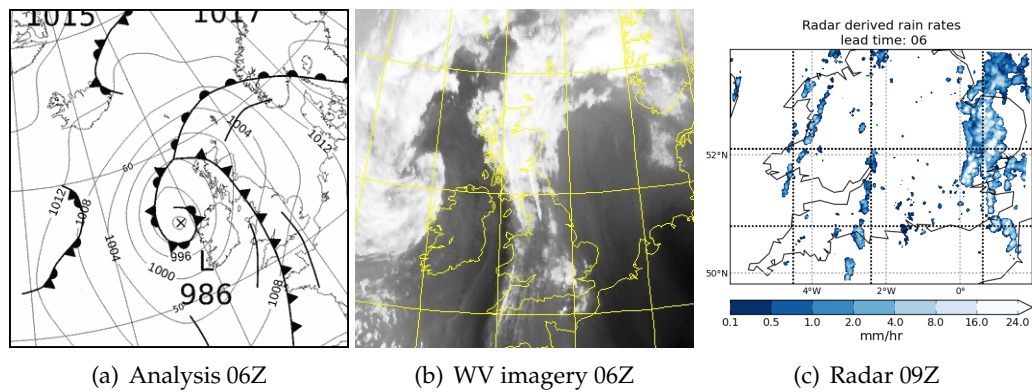 1015
1017
1004
1012
60
1012
1008
1004
1000
996
L
986
50
1008
Radar derived rain rates
lead time: 06
52°N
50°N
4°W 2°W 0°
0.1 0.5 1.0 2.0 4.0 8.0 16.0 24.0
mm/hr
(a) Analysis 06Z (b) WV imagery 06Z (c) Radar 09Z